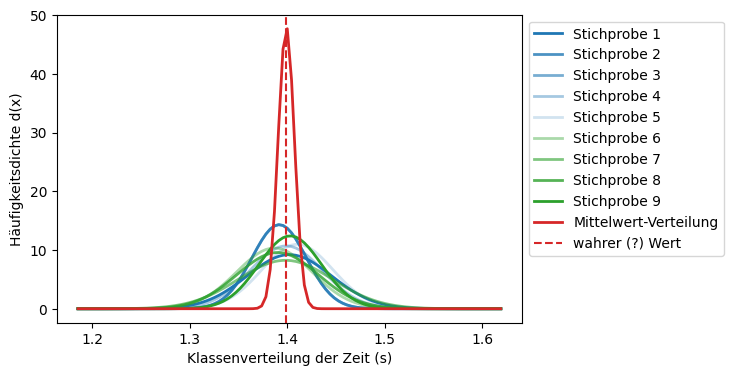 50
40
30
20
10
0
Häufigkeitsdichte d(x)
1.2 1.3 1.4 1.5 1.6
Klassenverteilung der Zeit (s)
Stichprobe 1
Stichprobe 2
Stichprobe 3
Stichprobe 4
Stichprobe 5
Stichprobe 6
Stichprobe 7
Stichprobe 8
Stichprobe 9
Mittelwert-Verteilung
wahrer (?) Wert